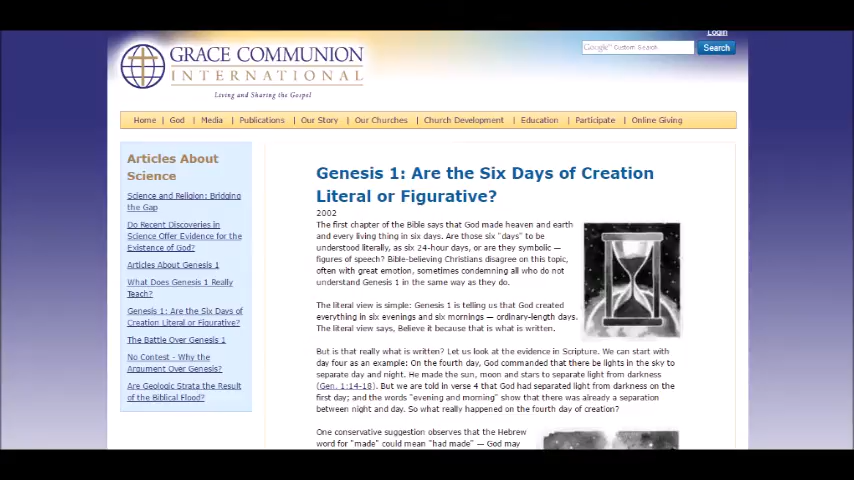 Login
Google™ Custom Search
Search
GRACE COMMUNION
INTERNATIONAL
Living and Sharing the Gospel
Home | God | Media | Publications | Our Story | Our Churches | Church Development | Education | Participate | Online Giving
Articles About
Science
Science and Religion: Bridging
the Gap
Do Recent Discoveries in
Science Offer Evidence for the
Existence of God?
Articles About Genesis 1
What Does Genesis 1 Really
Teach?
Genesis 1: Are the Six Days of
Creation Literal or Figurative?
The Battle Over Genesis 1
No Contest - Why the
Argument Over Genesis?
Are Geologic Strata the Result
of the Biblical Flood?
Genesis 1: Are the Six Days of Creation
Literal or Figurative?
2002
The first chapter of the Bible says that God made heaven and earth
and every living thing in six days. Are those six "days" to be
understood literally, as six 24-hour days, or are they symbolic —
figures of speech? Bible-believing Christians disagree on this topic,
often with great emotion, sometimes condemning all who do not
understand Genesis 1 in the same way as they do.
The literal view is simple: Genesis 1 is telling us that God created
everything in six evenings and six mornings — ordinary-length days.
The literal view says, Believe it because that is what is written.
But is that really what is written? Let us look at the evidence in Scripture. We can start with
day four as an example: On the fourth day, God commanded that there be lights in the sky to
separate day and night. He made the sun, moon and stars to separate light from darkness
(Gen. 1:14-18). But we are told in verse 4 that God had separated light from darkness on the
first day; and the words "evening and morning" show that there was already a separation
between night and day. So what really happened on the fourth day of creation?
One conservative suggestion observes that the Hebrew
word for "made" could mean "had made" — God may